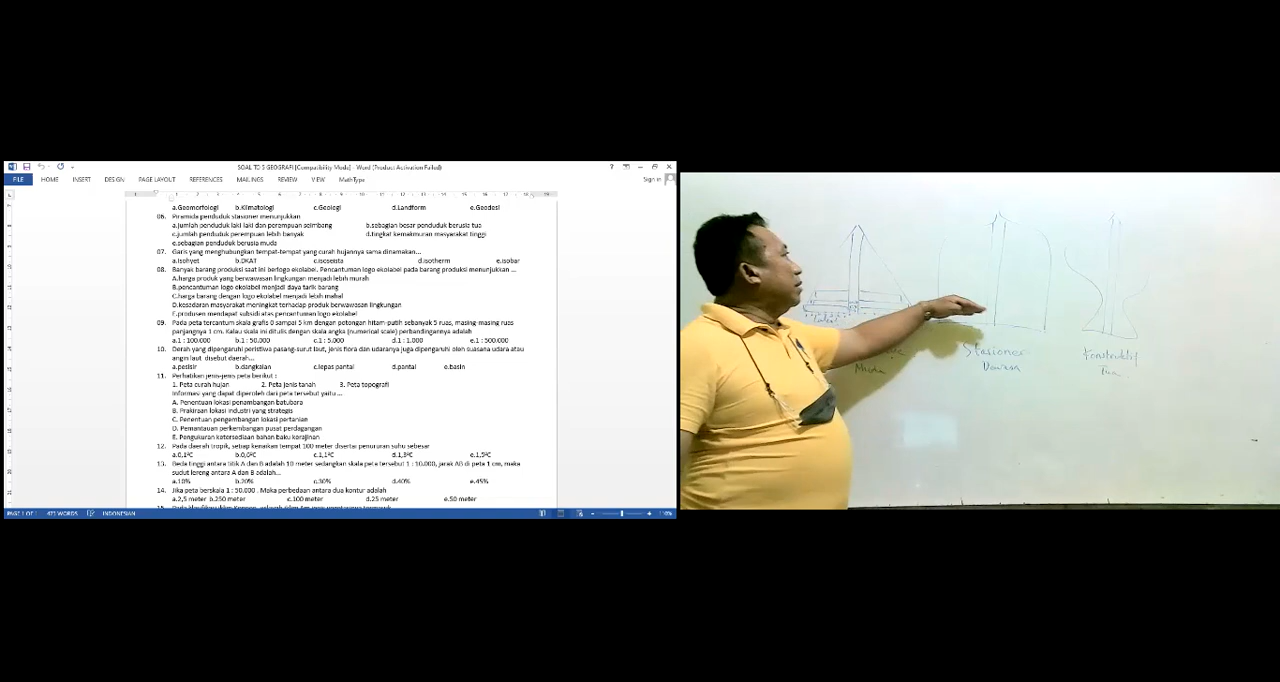 SOAL TO 5 GEOGRAFI [Compatibility Mode] - Word (Product Activation Failed)
FILE HOME INSERT DESIGN PAGE LAYOUT REFERENCES MAILINGS REVIEW VIEW MathType Sign in
a.Geomorfologi b.Klimatologi c.Geologi d.Landform e.Geodesi
06. Piramida penduduk stasioner menunjukkan
a.jumlah penduduk laki laki dan perempuan seimbang b.sebagian besar penduduk berusia tua
c.jumlah penduduk perempuan lebih banyak d.tingkat kemakmuran masyarakat tinggi
e.sebagian penduduk berusia muda
07. Garis yang menghubungkan tempat-tempat yang curah hujannya sama dinamakan...
a.isohyet b.DKAT c.isoseista d.isotherm e.isobar
08. Banyak barang produksi saat ini berlogo ekolabel. Pencantuman logo ekolabel pada barang produksi menunjukkan ...
A.harga produk yang berwawasan lingkungan menjadi lebih murah
B.pencantuman logo ekolabel menjadi daya tarik barang
C.harga barang dengan logo ekolabel menjadi lebih mahal
D.kesadaran masyarakat meningkat terhadap produk berwawasan lingkungan
E.produsen mendapat subsidi atas pencantuman logo ekolabel
09. Pada peta tercantum skala grafis 0 sampai 5 km dengan potongan hitam-putih sebanyak 5 ruas, masing-masing ruas
panjangnya 1 cm. Kalau skala ini ditulis dengan skala angka (numerical scale) perbandingannya adalah
a.1 : 100.000 b.1 : 50.000 c.1 : 5.000 d.1 : 1.000 e.1 : 500.000
10. Derah yang dipengaruhi peristiwa pasang-surut laut, jenis flora dan udaranya juga dipengaruhi oleh suasana udara atau
angin laut disebut daerah...
a.pesisir b.dangkalan c.lepas pantai d.pantai e.basin
11. Perhatikan jenis-jenis peta berikut :
1. Peta curah hujan 2. Peta jenis tanah 3. Peta topografi
Informasi yang dapat diperoleh dari peta tersebut yaitu ...
A. Penentuan lokasi penambangan batubara
B. Prakiraan lokasi industri yang strategis
C. Penentuan pengembangan lokasi pertanian
D. Pemantauan perkembangan pusat perdagangan
E. Pengukuran ketersediaan bahan baku kerajinan
12. Pada daerah tropik, setiap kenaikan tempat 100 meter disertai penurunan suhu sebesar
a.0,1ºC b.0,6ºC c.1,1ºC d.1,3ºC e.1,5ºC
13. Beda tinggi antara titik A dan B adalah 10 meter sedangkan skala peta tersebut 1 : 10.000, jarak AB di peta 1 cm, maka
sudut lereng antara A dan B adalah...
a.10% b.20% c.30% d.40% e.45%
14. Jika peta berskala 1 : 50.000 . Maka perbedaan antara dua kontur adalah
a.2,5 meter b.250 meter c.100 meter d.25 meter e.50 meter
PAGE 1 OF 471 WORDS INDONESIAN
Stasioner
Dewasa
Konstruktif
Tua
Muda